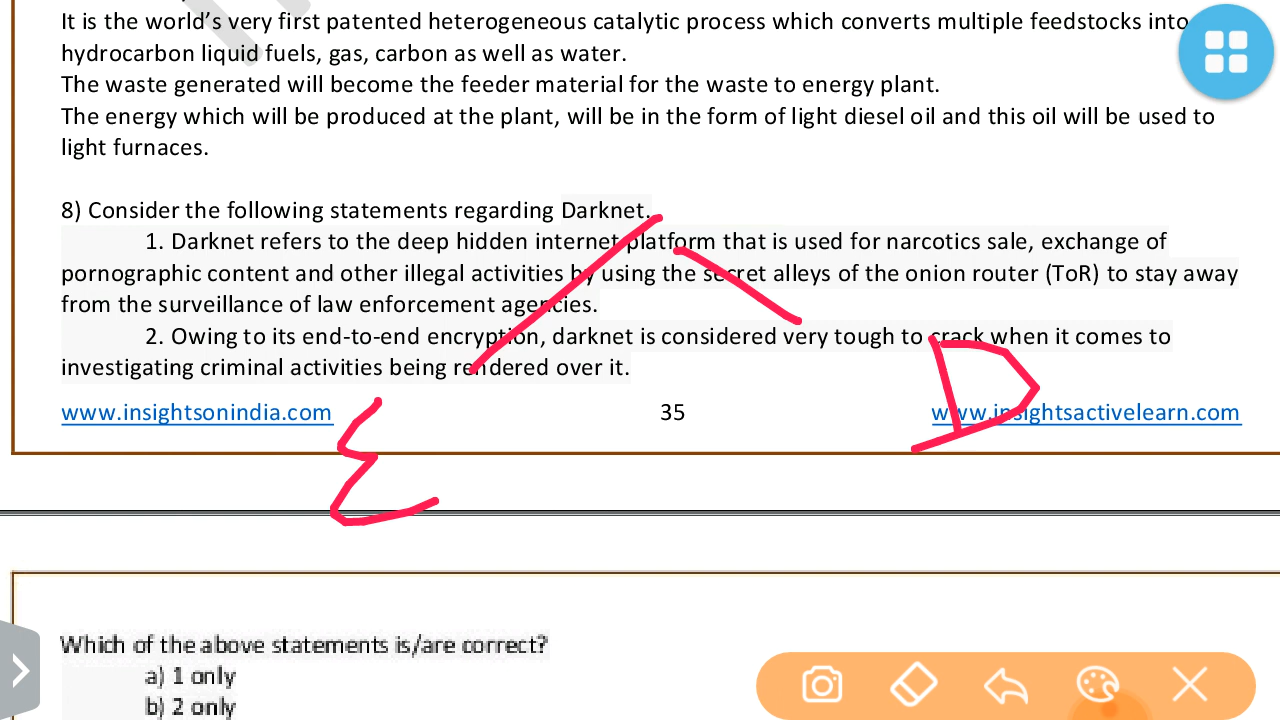 It is the world’s very first patented heterogeneous catalytic process which converts multiple feedstocks into
hydrocarbon liquid fuels, gas, carbon as well as water.
The waste generated will become the feeder material for the waste to energy plant.
The energy which will be produced at the plant, will be in the form of light diesel oil and this oil will be used to
light furnaces.
8) Consider the following statements regarding Darknet.
1. Darknet refers to the deep hidden internet platform that is used for narcotics sale, exchange of
pornographic content and other illegal activities by using the secret alleys of the onion router (ToR) to stay away
from the surveillance of law enforcement agencies.
2. Owing to its end-to-end encryption, darknet is considered very tough to crack when it comes to
investigating criminal activities being rendered over it.
www.insightsonindia.com 35 www.insightsactivelearn.com
E D
Which of the above statements is/are correct?
a) 1 only
b) 2 only